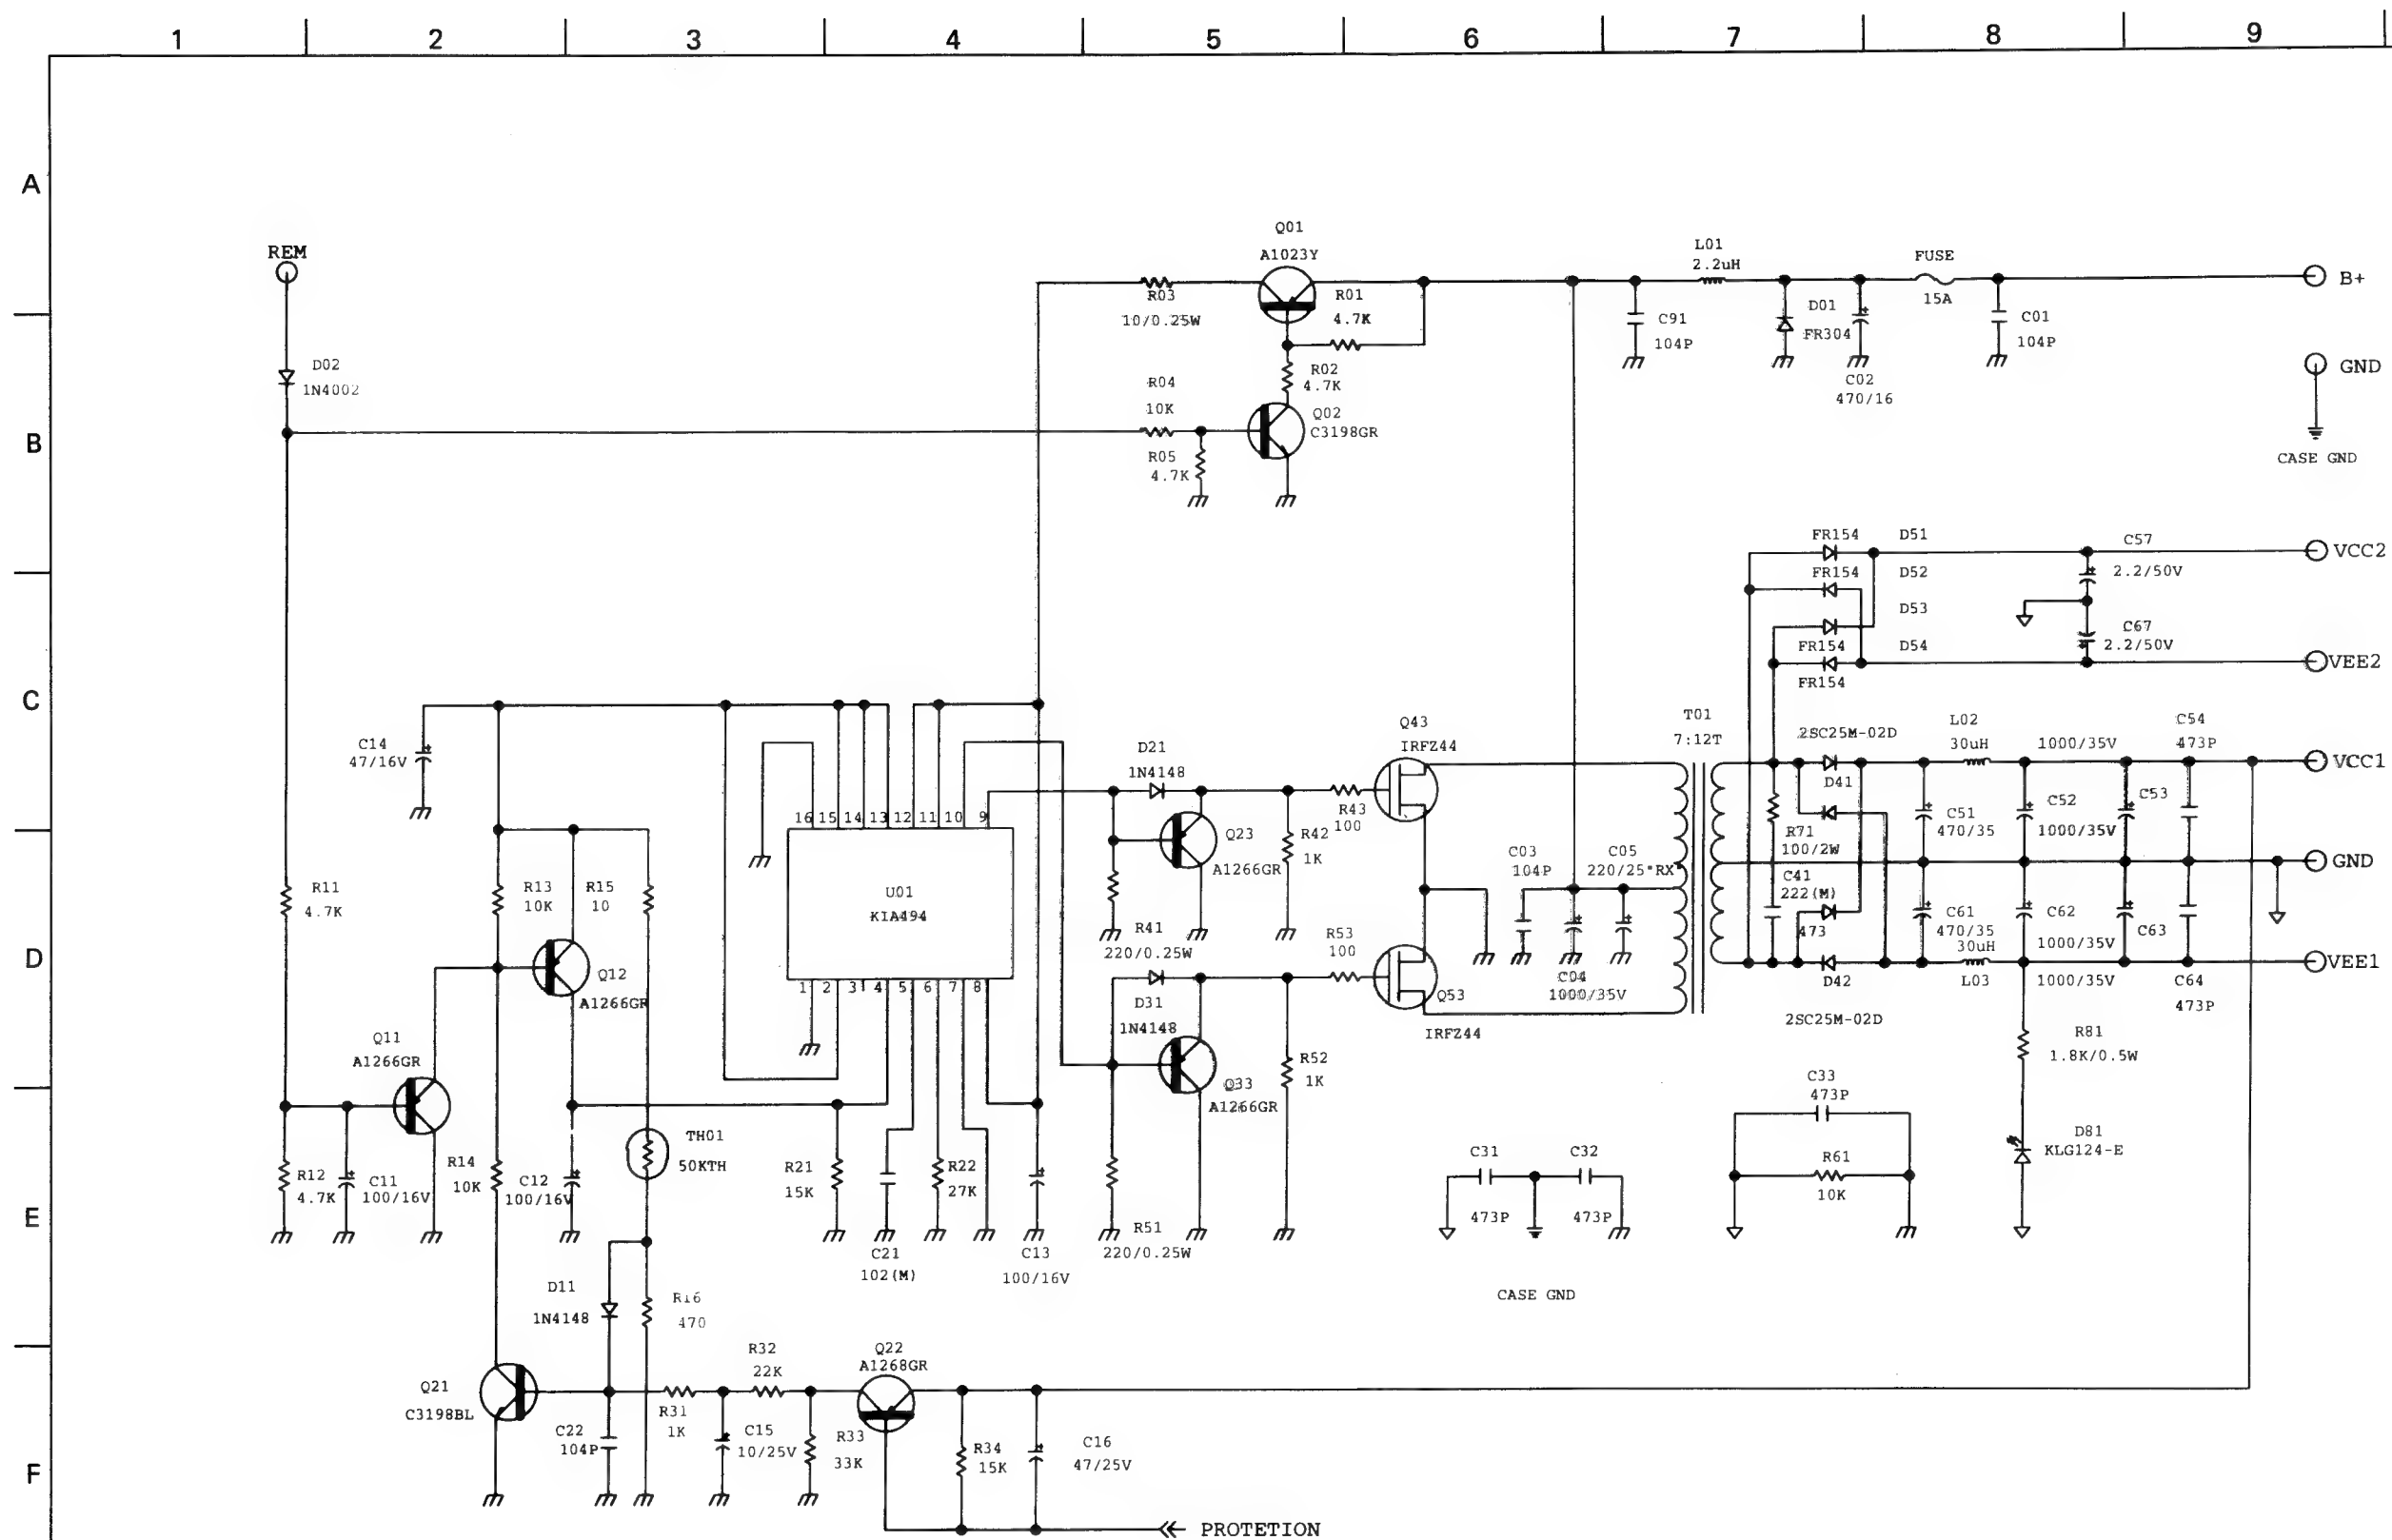 1 2 3 4 5 6 7 8 9
A
B
C
D
E
F
REM
D02
1N4002
Q01
A1023Y
R03
10/0.25W
R01
4.7K
R02
4.7K
R04
10K
Q02
C3198GR
R05
4.7K
L01
2.2uH
FUSE
15A
B+
C91
104P
D01
FR304
C02
470/16
C01
104P
GND
CASE GND
FR154 D51
FR154 D52
D53
FR154 D54
FR154
C57
2.2/50V
C67
2.2/50V
VCC2
VEE2
C14
47/16V
D21
1N4148
Q43
IRFZ44
T01
7:12T
2SC25M-02D
D41
L02
30uH
1000/35V
C54
473P
VCC1
16 15 14 13 12 11 10 9
U01
KIA494
1 2 3 4 5 6 7 8
Q23
A1266GR
R42
1K
R43
100
R71
100/2W
C51
470/35
C52
1000/35V
C53
C03
104P
C05
220/25*RX
C41
222(M)
GND
R11
4.7K
R13
10K
R15
10
R41
220/0.25W
R53
100
473
C61
470/35
30uH
C62
1000/35V
C63
Q12
A1266GR
D31
1N4148
Q53
IRFZ44
C04
1000/35V
D42
2SC25M-02D
L03
1000/35V
C64
473P
VEE1
Q11
A1266GR
Q33
A1266GR
R52
1K
R81
1.8K/0.5W
C33
473P
R61
10K
D81
KLG124-E
R12
4.7K
C11
100/16V
R14
10K
C12
100/16V
TH01
50KTH
R21
15K
R22
27K
C31
473P
C32
473P
C21
102(M)
C13
100/16V
R51
220/0.25W
CASE GND
D11
1N4148
R16
470
Q21
C3198BL
R32
22K
Q22
A1268GR
C22
104P
R31
1K
C15
10/25V
R33
33K
R34
15K
C16
47/25V
PROTETION